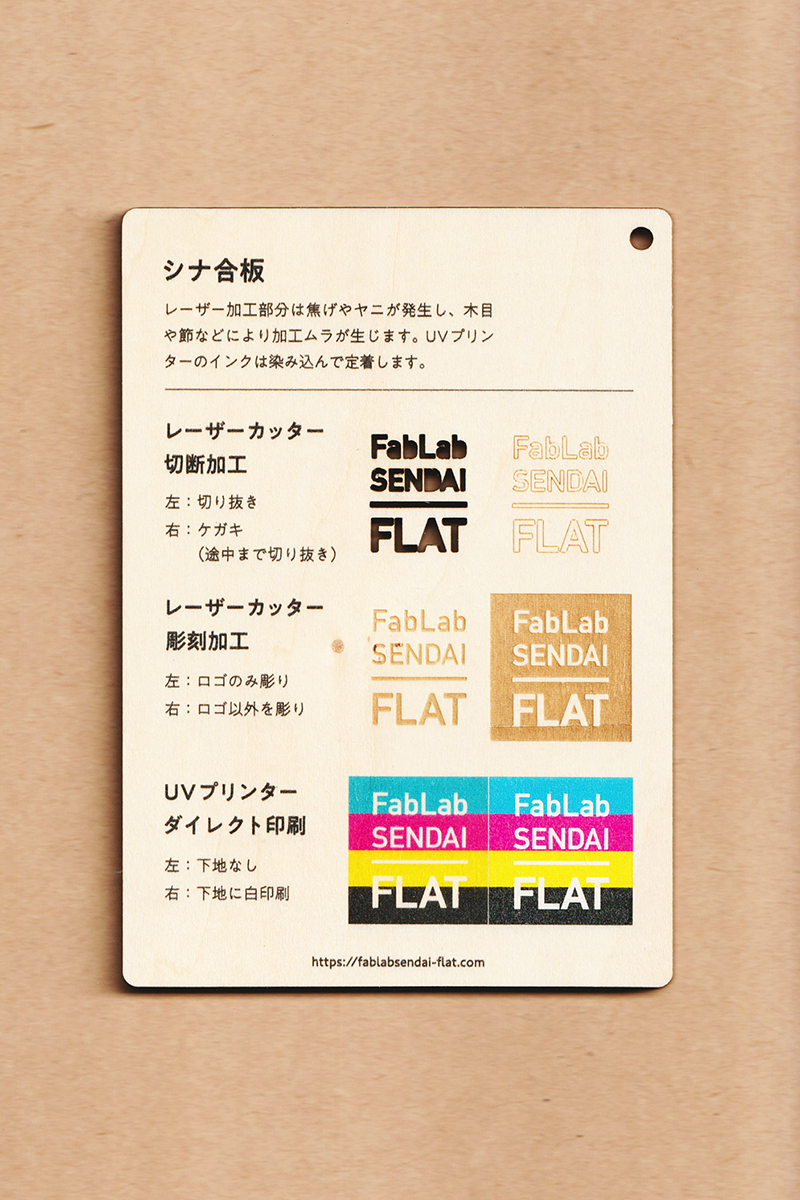 シナ合板
レーザー加工部分は焦げやヤニが発生し、木目
や節などにより加工ムラが生じます。UVプリン
ターのインクは染み込んで定着します。
レーザーカッター
切断加工
左：切り抜き
右：ケガキ
（途中まで切り抜き）
FabLab
SENDAI
FLAT
FabLab
SENDAI
FLAT
レーザーカッター
彫刻加工
左：ロゴのみ彫り
右：ロゴ以外を彫り
FabLab
SENDAI
FLAT
FabLab
SENDAI
FLAT
UVプリンター
ダイレクト印刷
左：下地なし
右：下地に白印刷
FabLab
SENDAI
FLAT
FabLab
SENDAI
FLAT
https://fablabsendai-flat.com